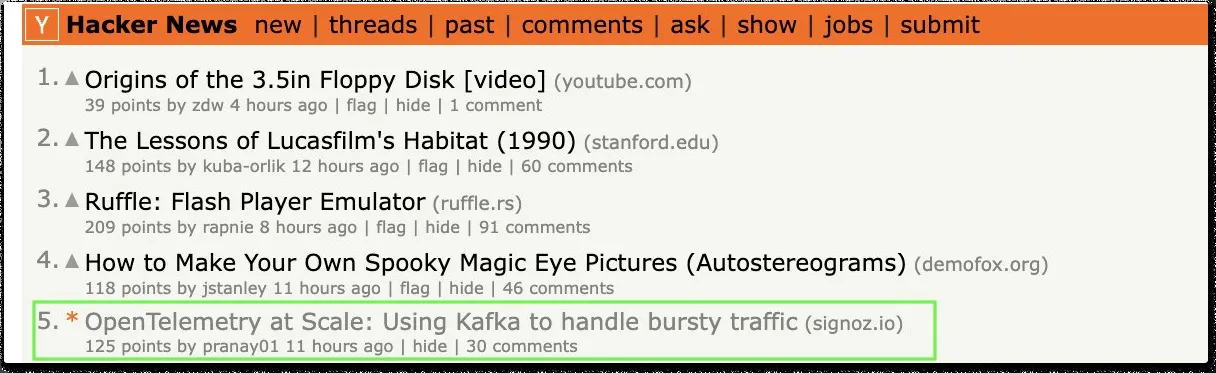 Y Hacker News new | threads | past | comments | ask | show | jobs | submit
1. ▲ Origins of the 3.5in Floppy Disk [video] (youtube.com)
39 points by zdw 4 hours ago | flag | hide | 1 comment
2. ▲ The Lessons of Lucasfilm's Habitat (1990) (stanford.edu)
148 points by kuba-orlik 12 hours ago | flag | hide | 60 comments
3. ▲ Ruffle: Flash Player Emulator (ruffle.rs)
209 points by rapnie 8 hours ago | flag | hide | 91 comments
4. ▲ How to Make Your Own Spooky Magic Eye Pictures (Autostereograms) (demofox.org)
118 points by jstanley 11 hours ago | flag | hide | 46 comments
5. * OpenTelemetry at Scale: Using Kafka to handle bursty traffic (signoz.io)
125 points by pranay01 11 hours ago | hide | 30 comments